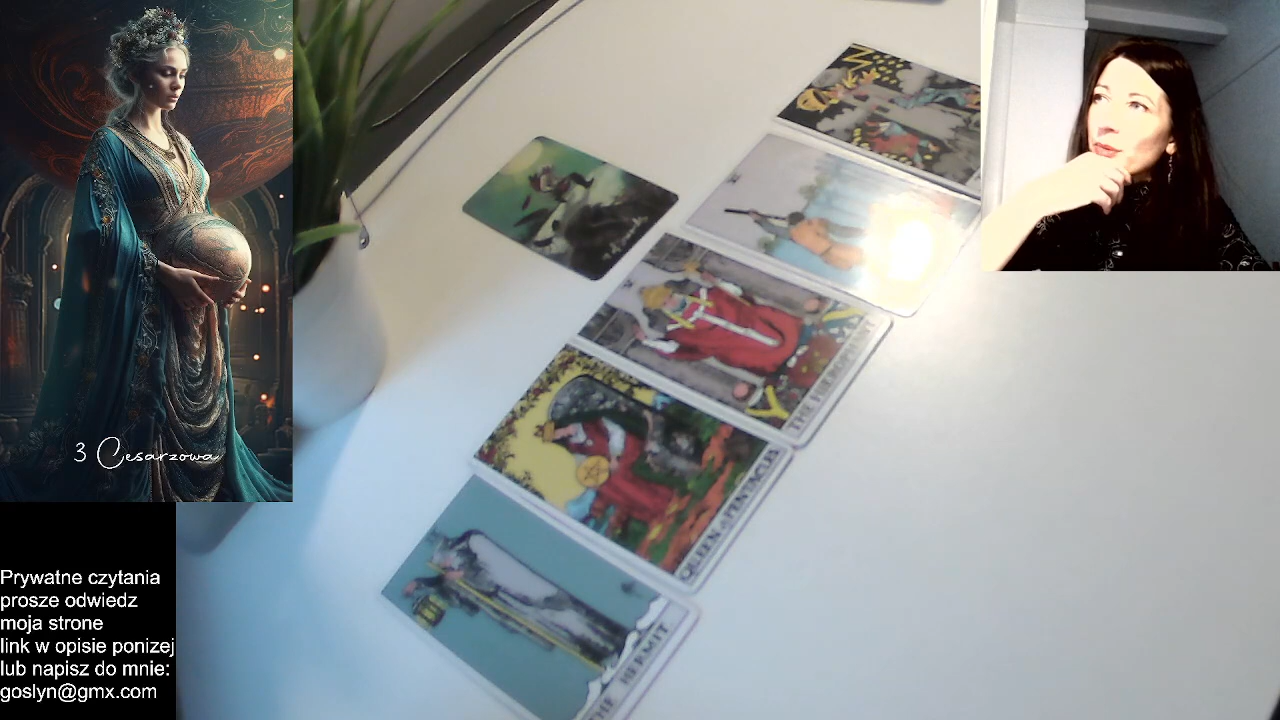 3 Cesarzowa
Prywatne czytania
prosze odwiedz
moja strone
link w opisie ponizej
lub napisz do mnie:
goslyn@gmx.com
THE HIEROPHANT
QUEEN of PENTACLES
THE HERMIT